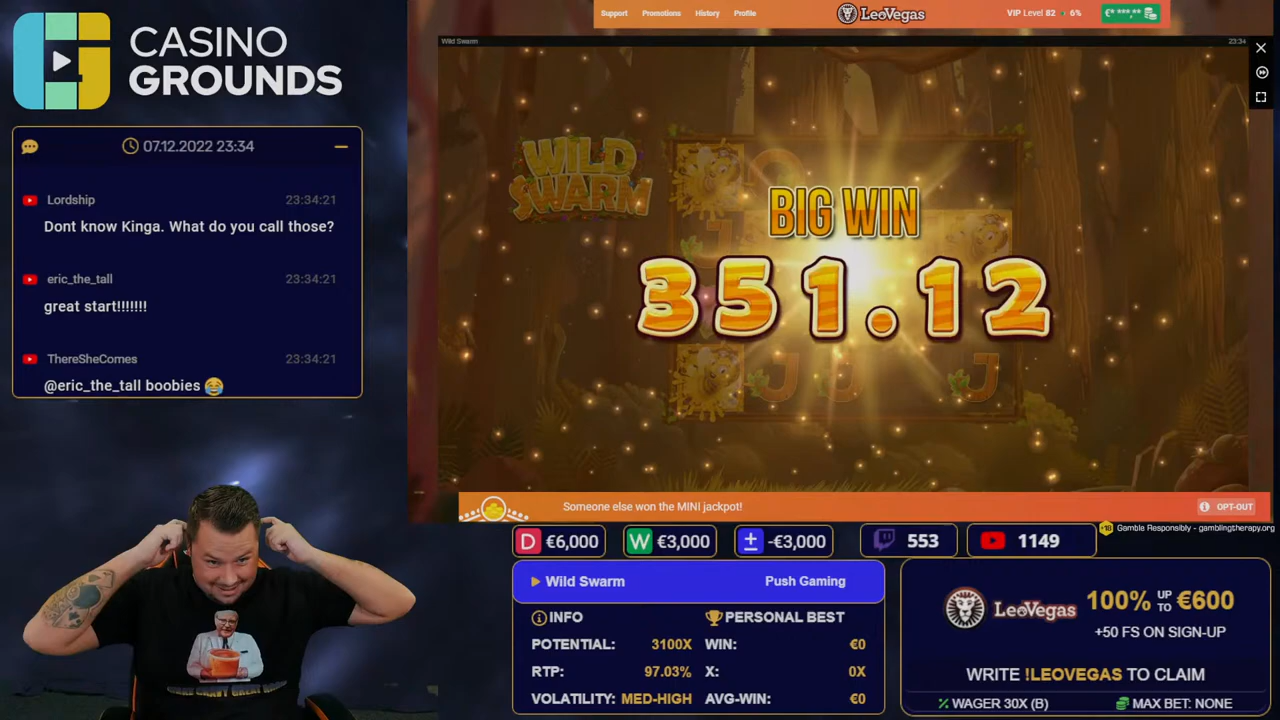 CASINO
GROUNDS
07.12.2022 23:34
Lordship 23:34:21
Dont know Kinga. What do you call those?
eric_the_tall 23:34:21
great start!!!!!!!
ThereSheComes 23:34:21
@eric_the_tall boobies 😂
Support Promotions History Profile
LEOVEGAS
VIP Level 82 6%
€* ***,**
Wild Swarm 23:34
WILD
SWARM
BIG WIN
351.12
J J J J
Someone else won the MINI jackpot!
OPT-OUT
D €6,000
W €3,000
± -€3,000
553
1149
+18 Gamble Responsibly - gamblingtherapy.org
Wild Swarm Push Gaming
INFO
POTENTIAL: 3100X
RTP: 97.03%
VOLATILITY: MED-HIGH
PERSONAL BEST
WIN: €0
X: 0X
AVG-WIN: €0
LEOVEGAS
100% UP TO €600
+50 FS ON SIGN-UP
WRITE !LEOVEGAS TO CLAIM
WAGER 30X (B) MAX BET: NONE